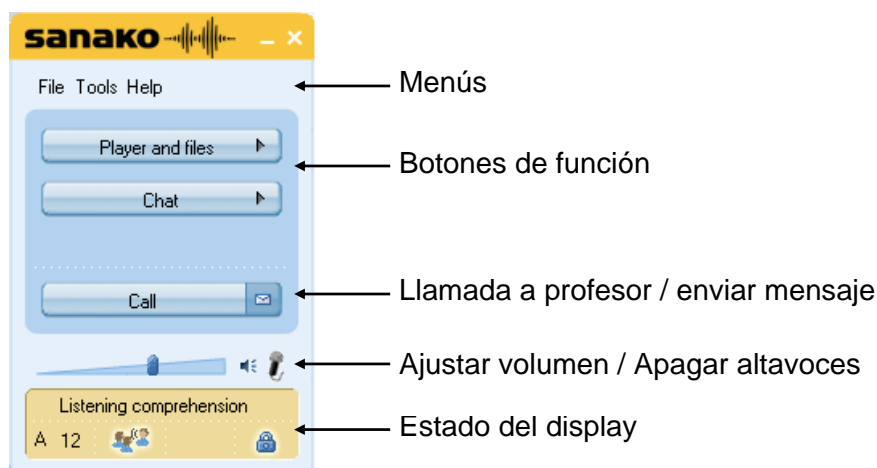 sanako
File Tools Help
Menús
Player and files
Botones de función
Chat
Call
Llamada a profesor / enviar mensaje
Ajustar volumen / Apagar altavoces
Listening comprehension
Estado del display
A 12